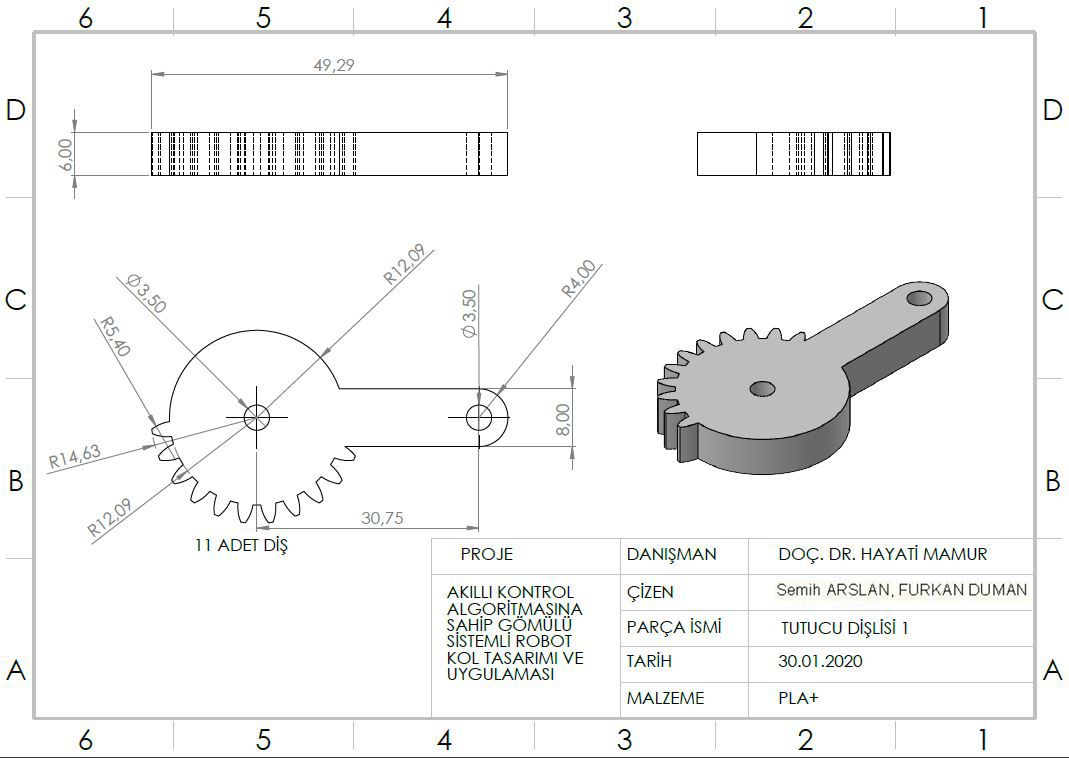 6 5 4 3 2 1
49,29
D D
6,00
R12,09
Ø3,50
R4,00
C C
Ø3,50
R5,40
8,00
R14,63
B B
R12,09
30,75
11 ADET DİŞ
PROJE DANIŞMAN DOÇ. DR. HAYATİ MAMUR
AKILLI KONTROL
ALGORİTMASINA
SAHİP GÖMÜLÜ
SİSTEMLİ ROBOT
KOL TASARIMI VE
UYGULAMASI
ÇİZEN Semih ARSLAN, FURKAN DUMAN
PARÇA İSMİ TUTUCU DİŞLİSİ 1
A A
TARİH 30.01.2020
MALZEME PLA+
6 5 4 3 2 1